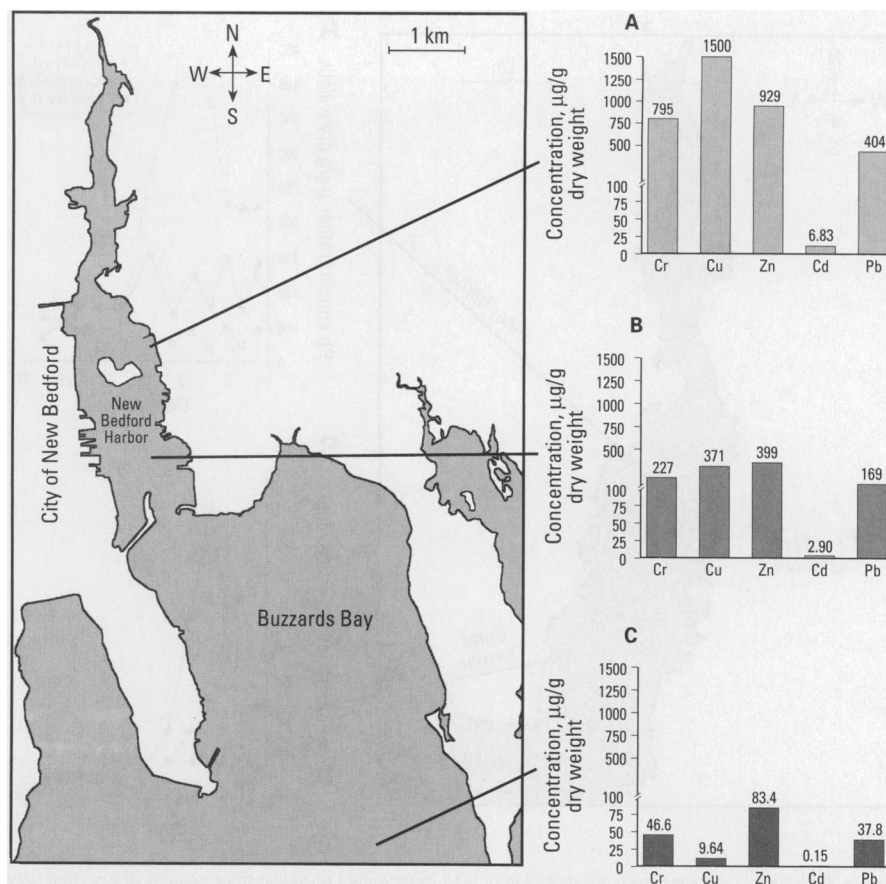 N
W E
S
1 km
City of New Bedford
New
Bedford
Harbor
Buzzards Bay
A
Concentration, µg/g
dry weight
1500
1250
1000
750
500
100
75
50
25
0
795
1500
929
6.83
404
Cr Cu Zn Cd Pb
B
Concentration, µg/g
dry weight
1500
1250
1000
750
500
100
75
50
25
0
227
371
399
2.90
169
Cr Cu Zn Cd Pb
C
Concentration, µg/g
dry weight
1500
1250
1000
750
500
100
75
50
25
0
46.6
9.64
83.4
0.15
37.8
Cr Cu Zn Cd Pb